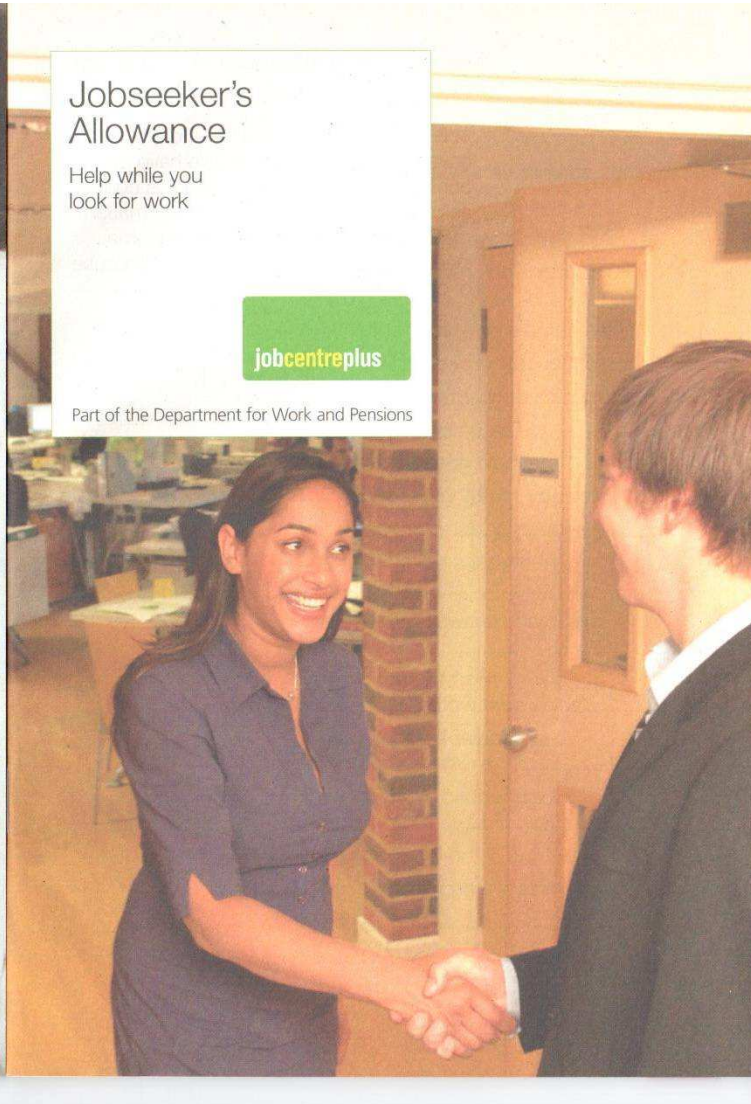 Jobseeker's
Allowance
Help while you
look for work
jobcentreplus
Part of the Department for Work and Pensions